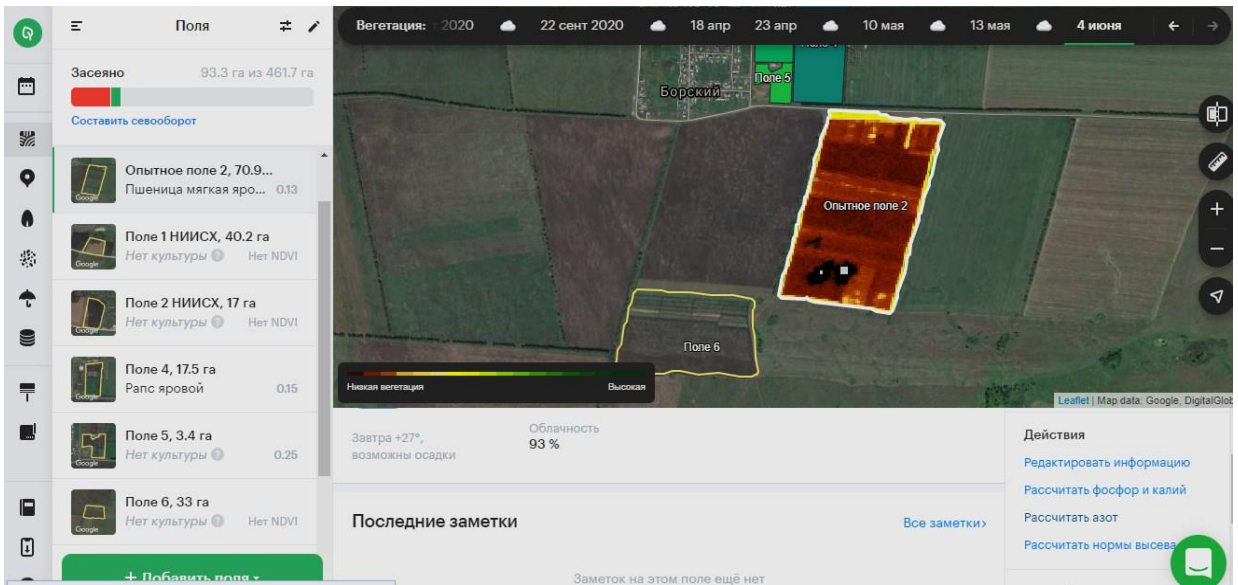 Поля
Засеяно 93.3 га из 461.7 га
Составить севооборот
Опытное поле 2, 70.9...
Пшеница мягкая яро... 0.13
Google
Поле 1 НИИСХ, 40.2 га
Нет культуры ? Нет NDVI
Google
Поле 2 НИИСХ, 17 га
Нет культуры ? Нет NDVI
Google
Поле 4, 17.5 га
Рапс яровой 0.15
Google
Поле 5, 3.4 га
Нет культуры ? 0.25
Google
Поле 6, 33 га
Нет культуры ? Нет NDVI
Google
+ Добавить поля
Вегетация: 2020 22 сент 2020 18 апр 23 апр 10 мая 13 мая 4 июня
Поле 5
Борский
Опытное поле 2
Поле 6
Низкая вегетация Высокая
Leaflet | Map data: Google, DigitalGlob
Завтра +27°,
возможны осадки
Облачность
93 %
Последние заметки Все заметки›
Заметок на этом поле ещё нет
Действия
Редактировать информацию
Рассчитать фосфор и калий
Рассчитать азот
Рассчитать нормы высева